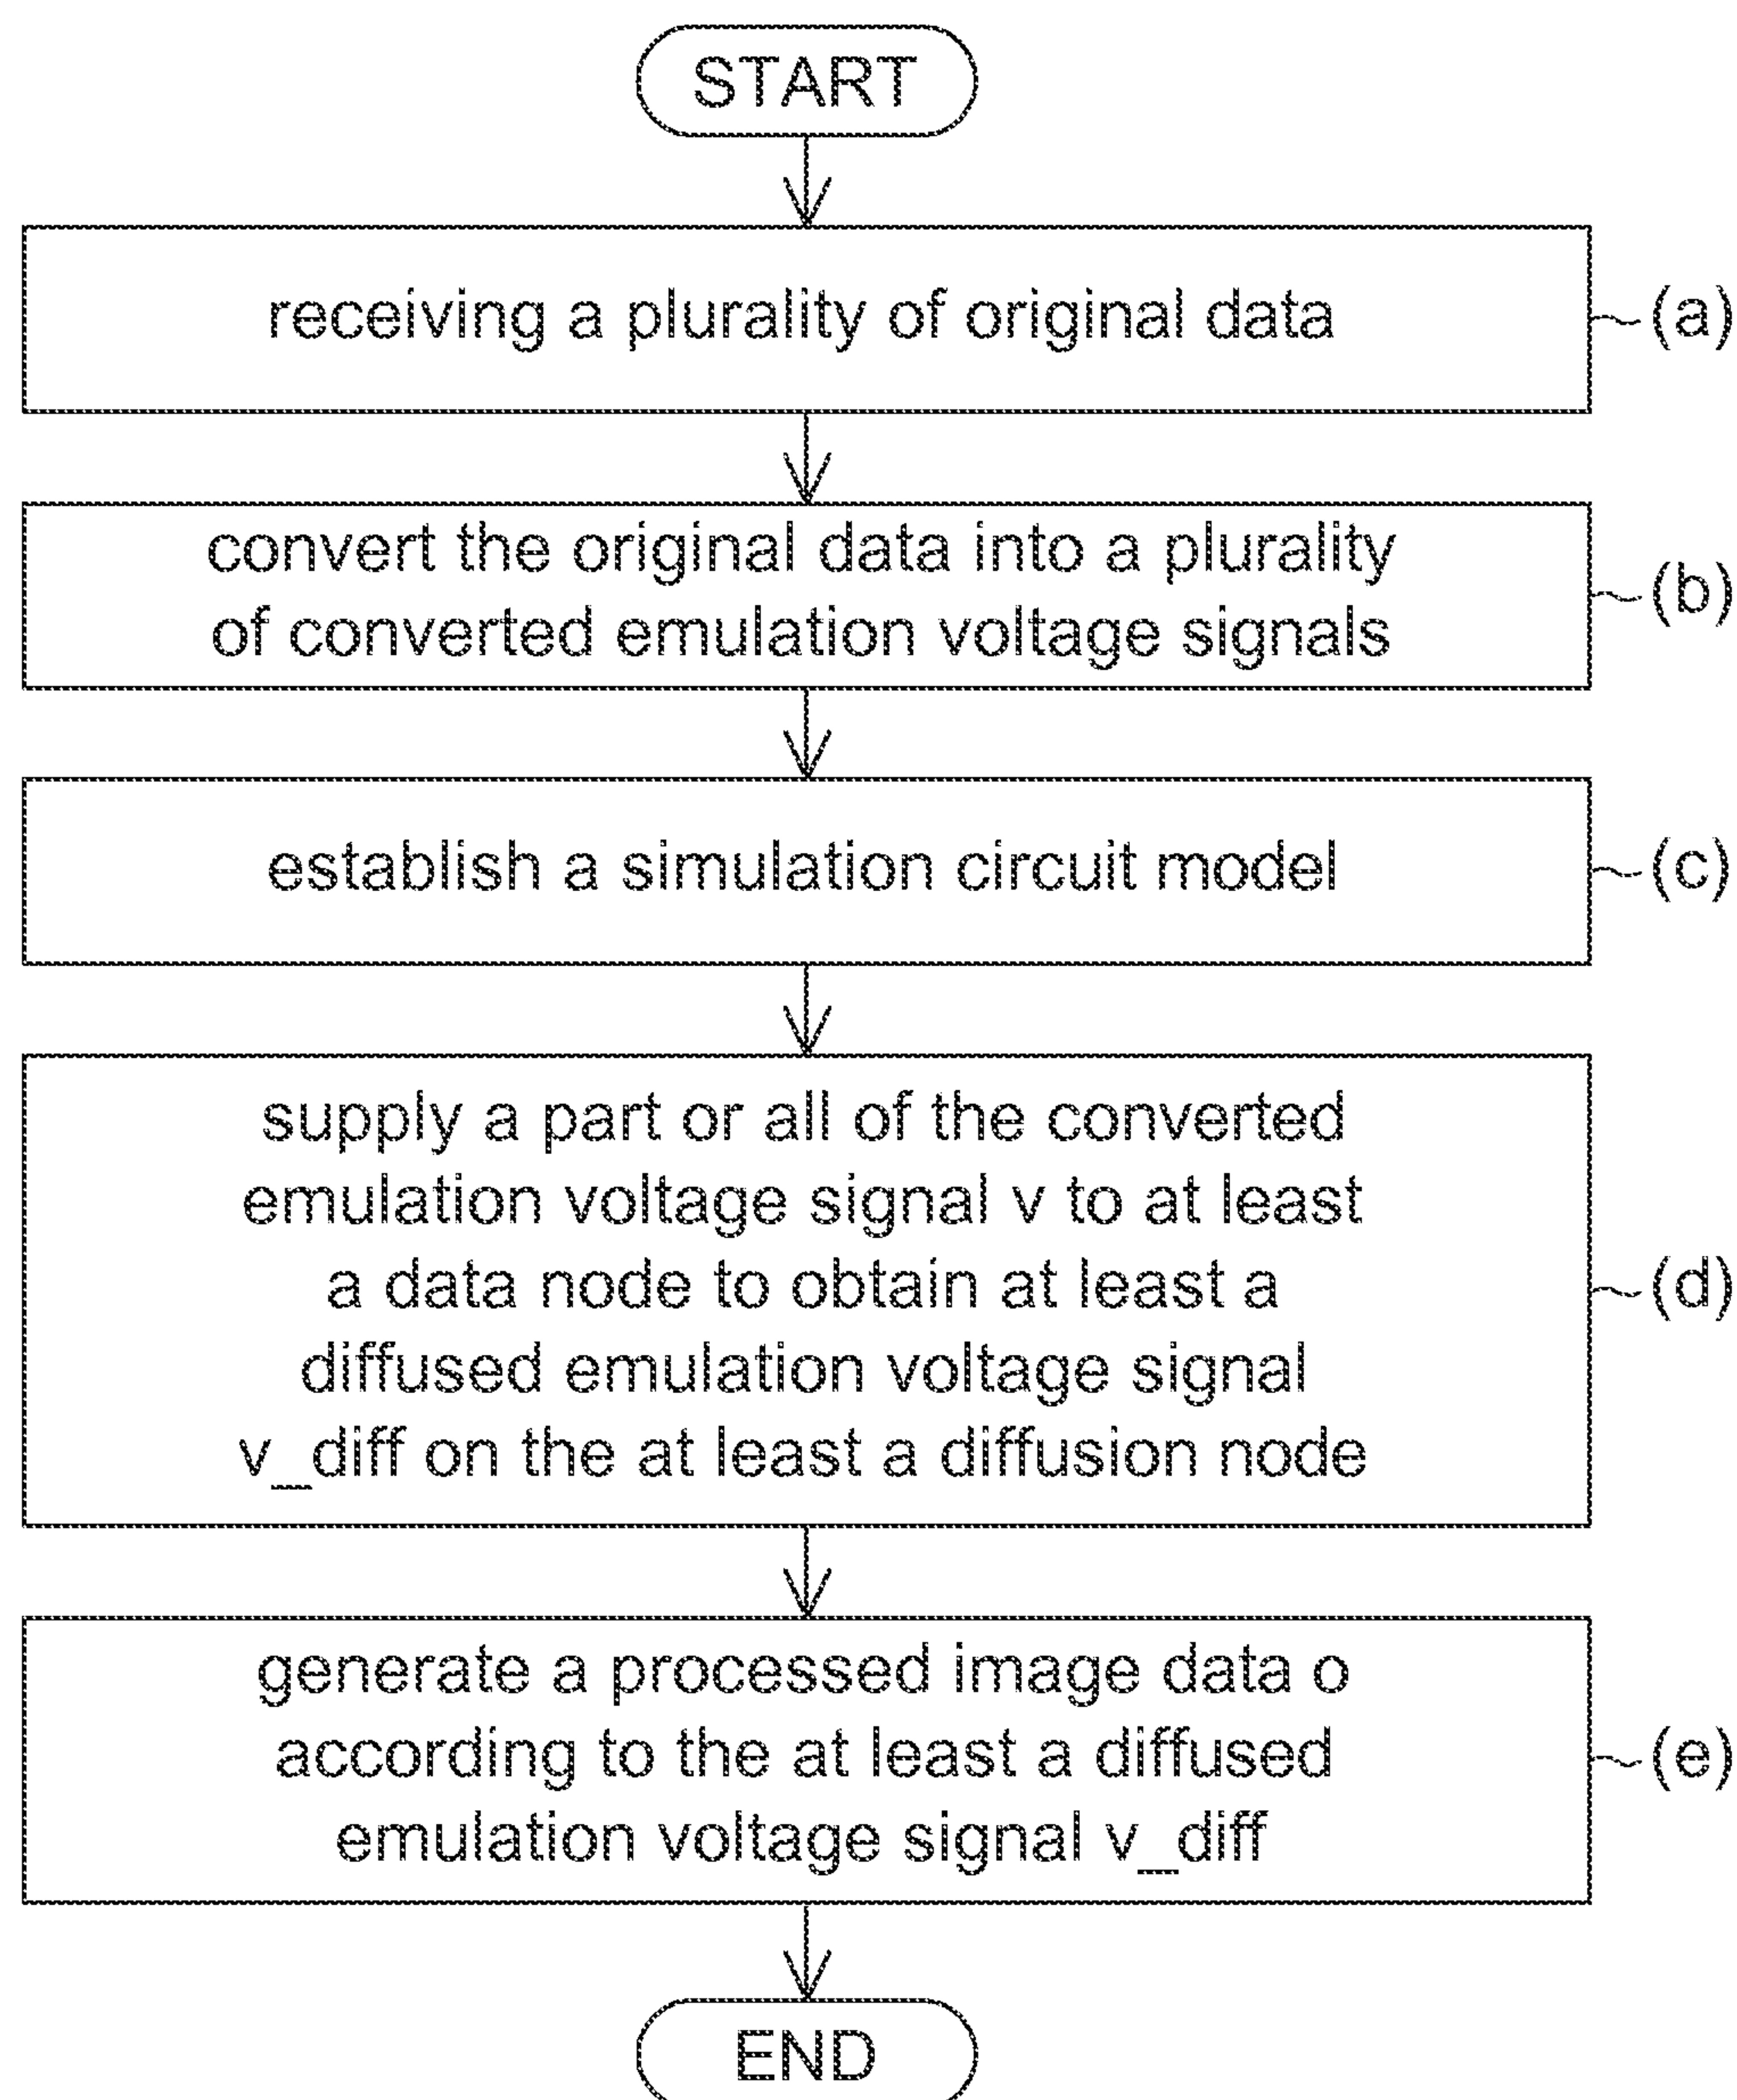 START
receiving a plurality of original data
(a)
convert the original data into a plurality
of converted emulation voltage signals
(b)
establish a simulation circuit model
(c)
supply a part or all of the converted
emulation voltage signal v to at least
a data node to obtain at least a
diffused emulation voltage signal
v_diff on the at least a diffusion node
(d)
generate a processed image data o
according to the at least a diffused
emulation voltage signal v_diff
(e)
END